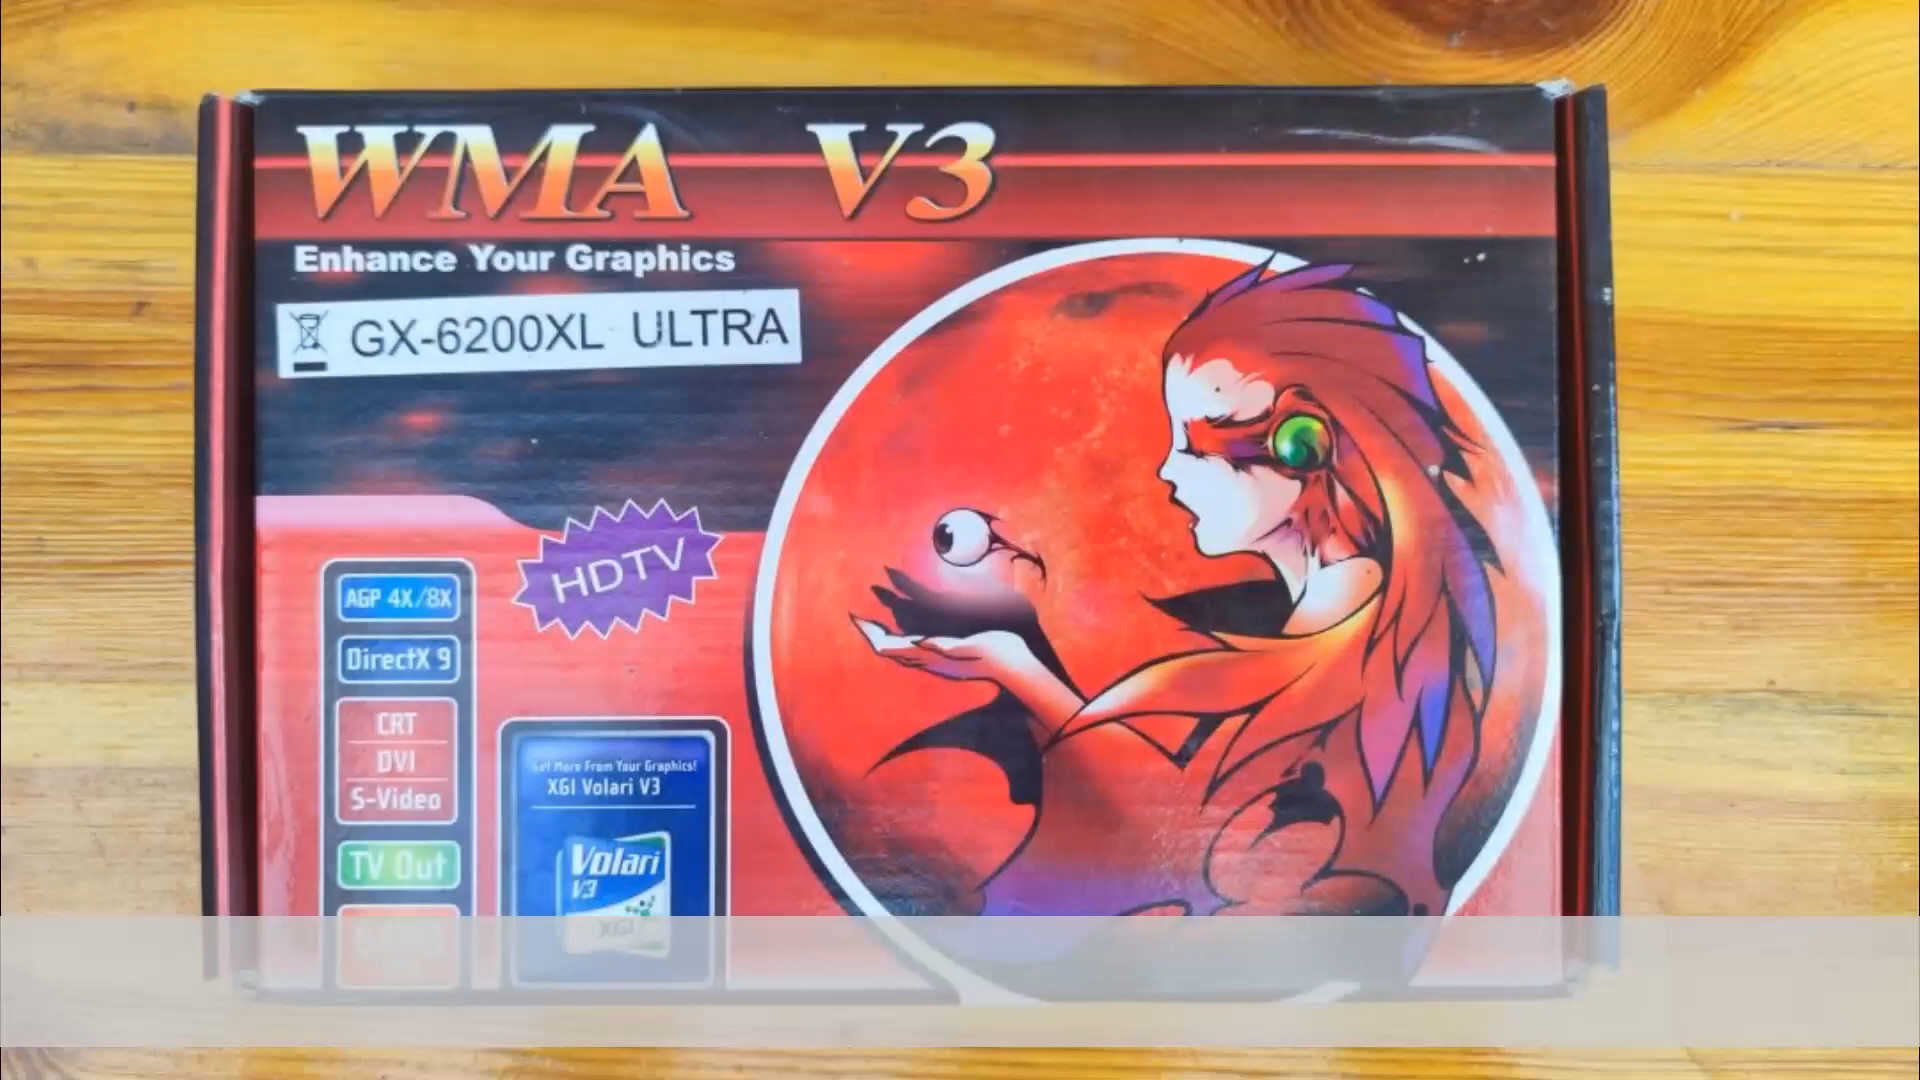 WMA V3
Enhance Your Graphics
GX-6200XL ULTRA
HDTV
AGP 4X/8X
DirectX 9
CRT
DVI
S-Video
TV Out
Get More From Your Graphics!
XGI Volari V3
Volari
V3
XGI